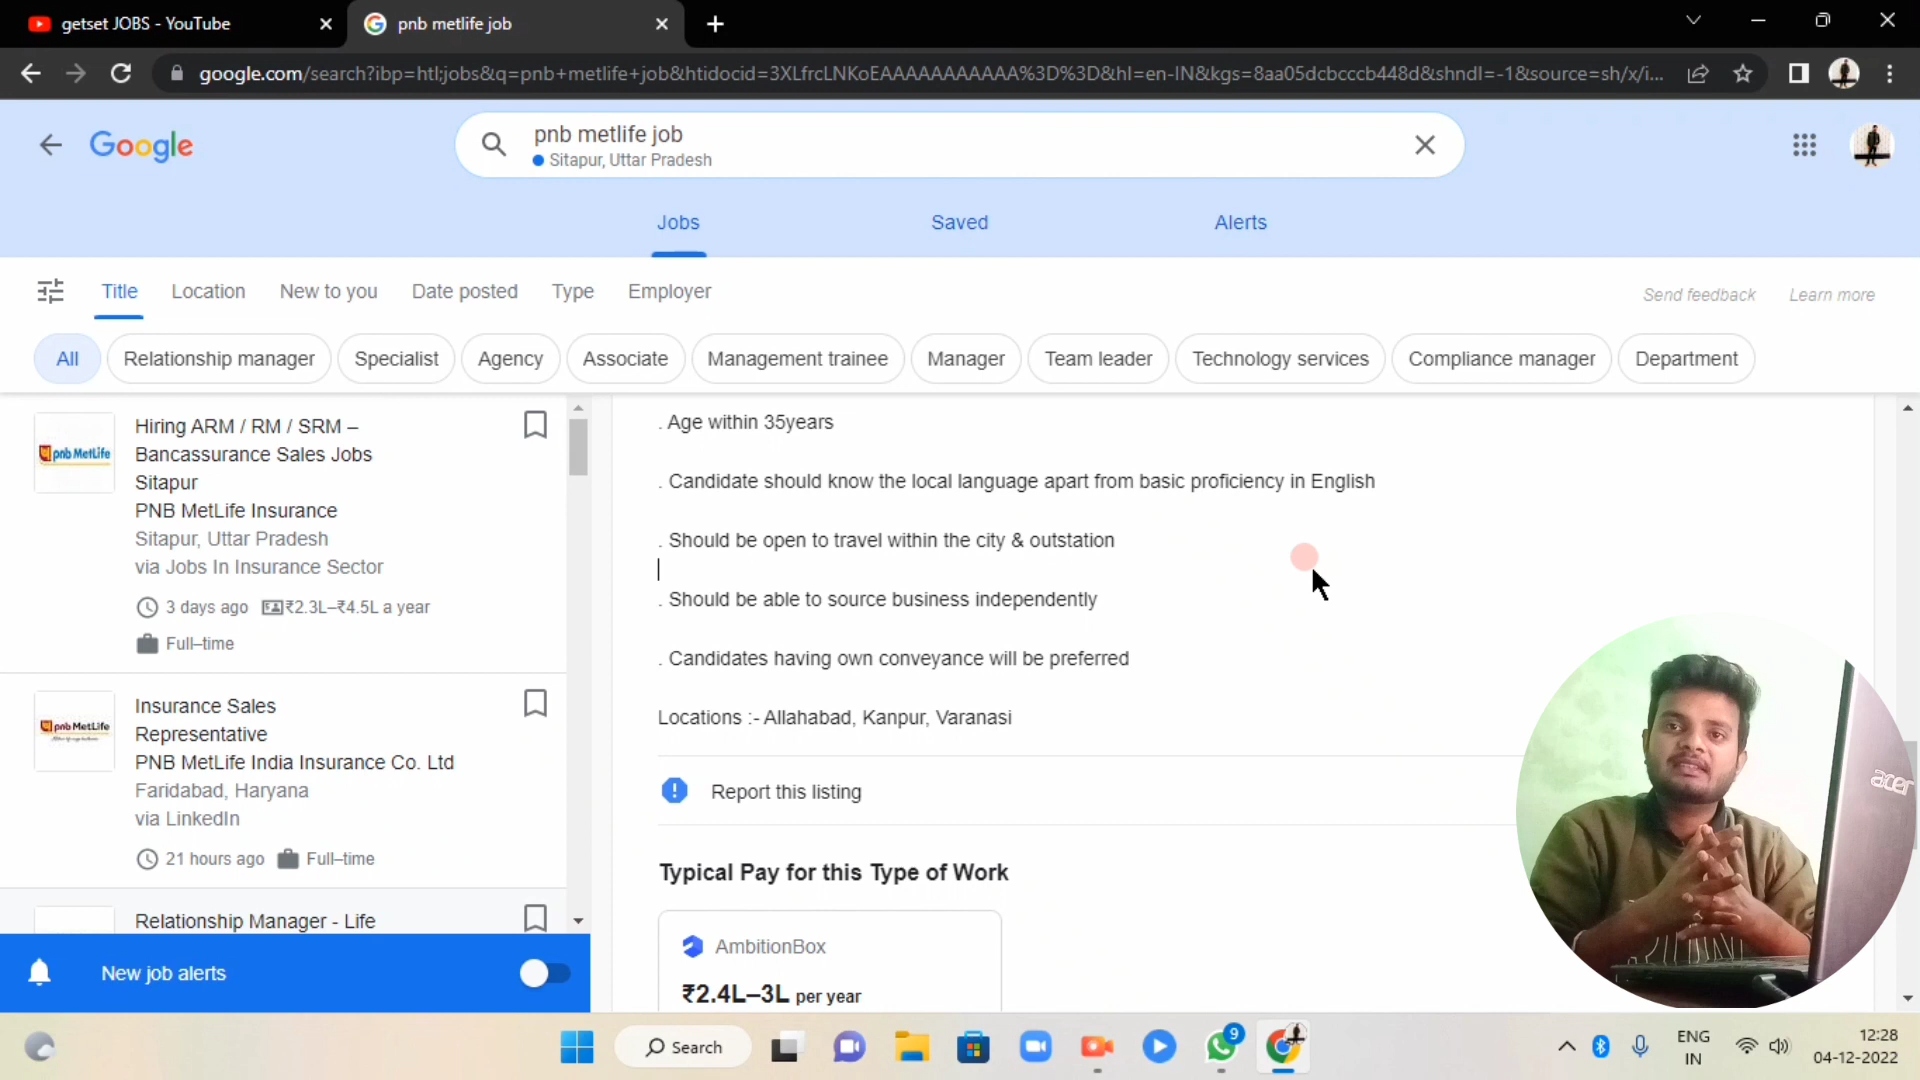 getset JOBS - YouTube
pnb metlife job
google.com/search?ibp=htl;jobs&q=pnb+metlife+job&htidocid=3XLfrcLNKoEAAAAAAAAAAA%3D%3D&hl=en-IN&kgs=8aa05dcbcccb448d&shndl=-1&source=sh/x/i...
Google
pnb metlife job
Sitapur, Uttar Pradesh
Jobs
Saved
Alerts
Title
Location
New to you
Date posted
Type
Employer
Send feedback
Learn more
All
Relationship manager
Specialist
Agency
Associate
Management trainee
Manager
Team leader
Technology services
Compliance manager
Department
pnb MetLife
Hiring ARM / RM / SRM –
Bancassurance Sales Jobs
Sitapur
PNB MetLife Insurance
Sitapur, Uttar Pradesh
via Jobs In Insurance Sector
3 days ago ₹2.3L–₹4.5L a year
Full–time
pnb MetLife
Insurance Sales
Representative
PNB MetLife India Insurance Co. Ltd
Faridabad, Haryana
via LinkedIn
21 hours ago Full–time
Relationship Manager - Life
New job alerts
. Age within 35years
. Candidate should know the local language apart from basic proficiency in English
. Should be open to travel within the city & outstation
. Should be able to source business independently
. Candidates having own conveyance will be preferred
Locations :- Allahabad, Kanpur, Varanasi
Report this listing
Typical Pay for this Type of Work
AmbitionBox
₹2.4L–3L per year
acer
Search
9
ENG
IN
12:28
04-12-2022